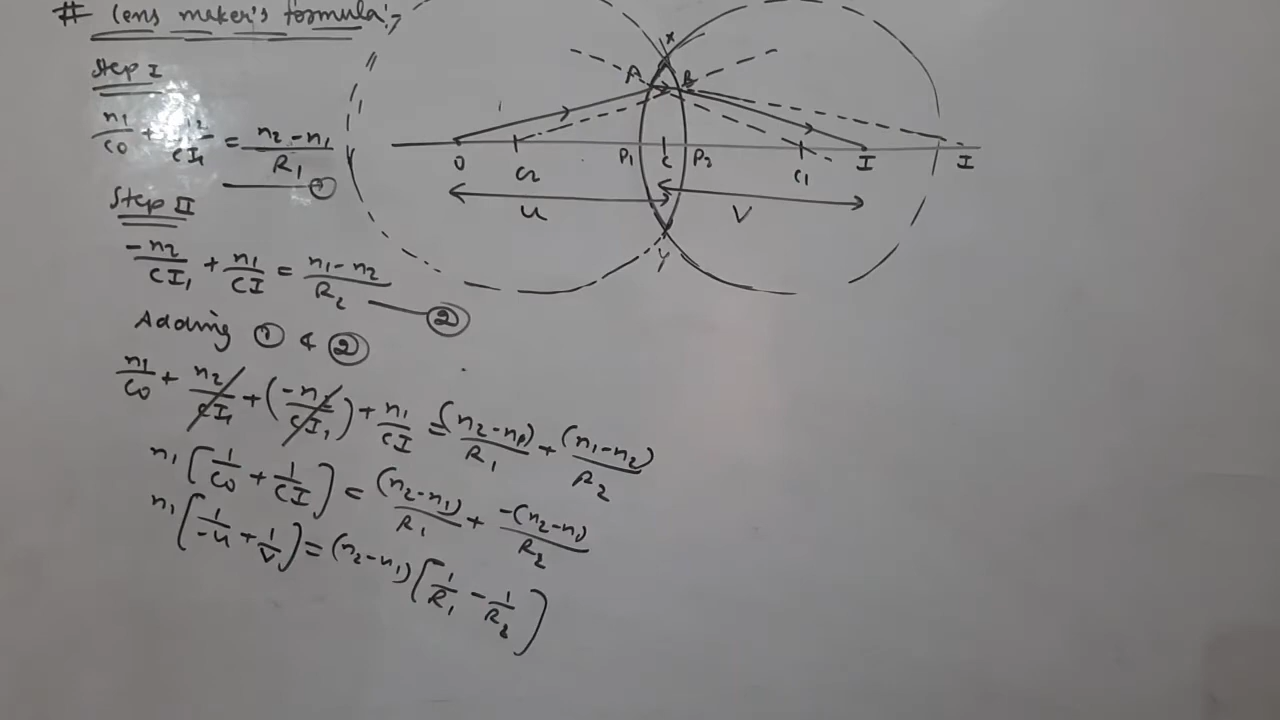 # lens maker's formula:-
Step I
n1/CO + n2/CI1 = n2-n1/R1 —①
Step II
-n2/CI1 + n1/CI = n1-n2/R2 —②
Adding ① & ②
n1/CO + n2/CI1 + (-n2/CI1) + n1/CI = (n2-n1)/R1 + (n1-n2)/R2
n1[1/CO + 1/CI] = (n2-n1)/R1 + -(n2-n1)/R2
n1[1/-u + 1/v] = (n2-n1)[1/R1 - 1/R2]
X
A B
O C2 P1 C P2 C1 I I
u v
Y